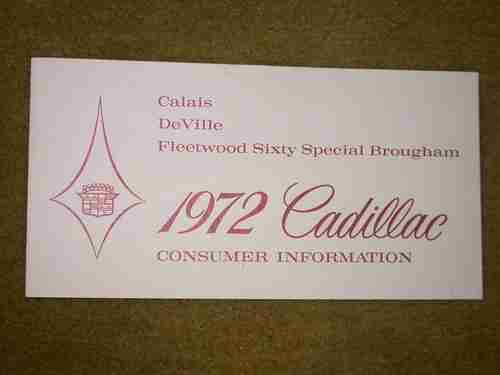 Calais
DeVille
Fleetwood Sixty Special Brougham
1972 Cadillac
CONSUMER INFORMATION